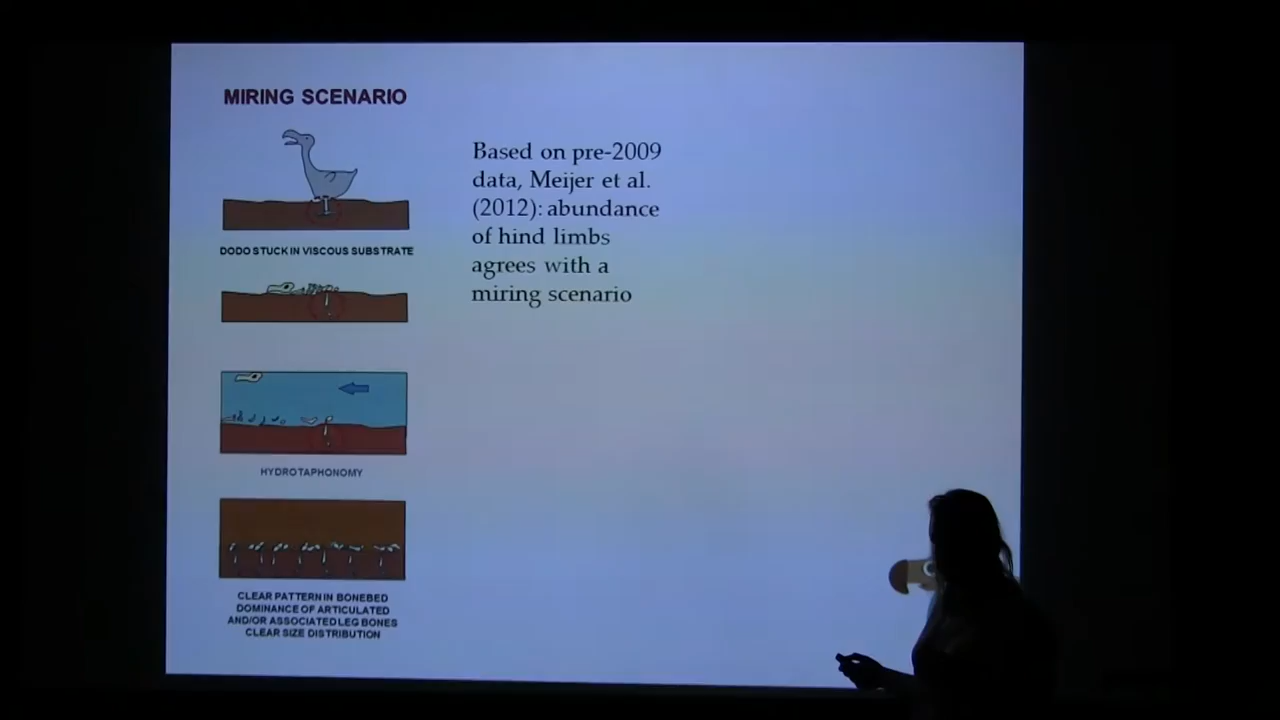 MIRING SCENARIO
DODO STUCK IN VISCOUS SUBSTRATE
HYDROTAPHONOMY
CLEAR PATTERN IN BONEBED
DOMINANCE OF ARTICULATED
AND/OR ASSOCIATED LEG BONES
CLEAR SIZE DISTRIBUTION
Based on pre-2009
data, Meijer et al.
(2012): abundance
of hind limbs
agrees with a
miring scenario